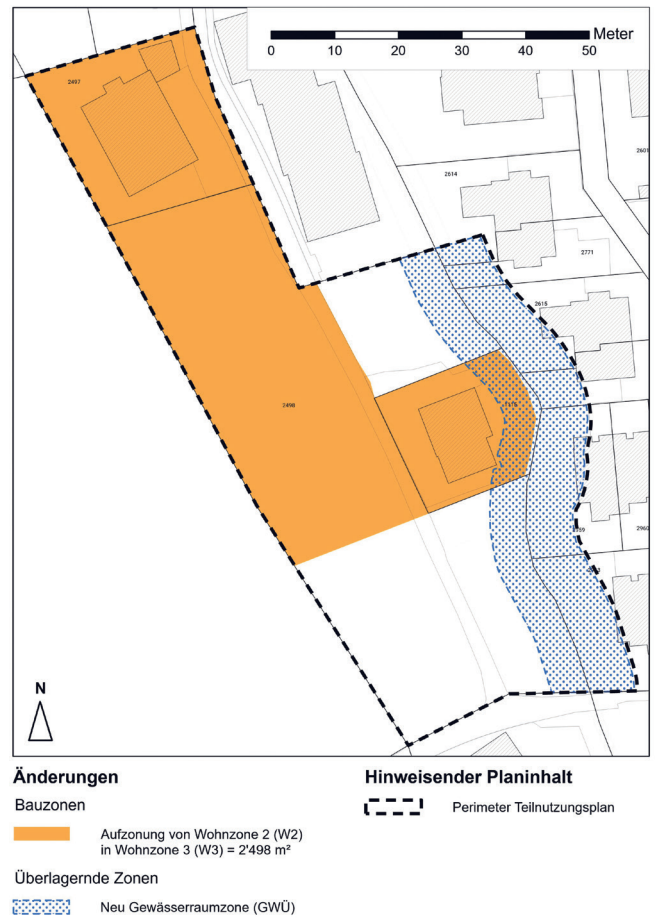 Meter
0 10 20 30 40 50
2497
2601
2614
2771
2615
2498
2960
N
Änderungen
Bauzonen
Aufzonung von Wohnzone 2 (W2)
in Wohnzone 3 (W3) = 2'498 m²
Überlagernde Zonen
Neu Gewässerraumzone (GWÜ)
Hinweisender Planinhalt
Perimeter Teilnutzungsplan